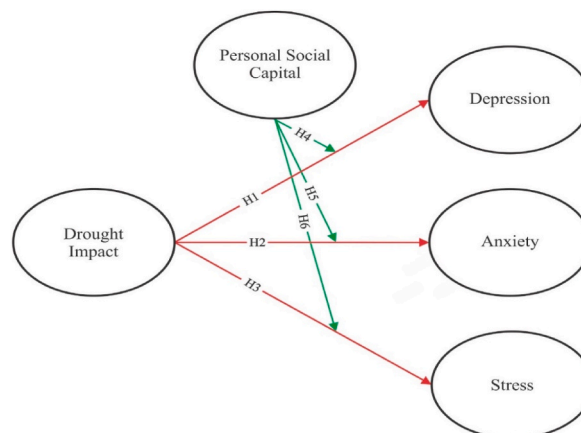 Personal Social
Capital
Depression
H4
H1
H5
H6
Drought
Impact
H2
Anxiety
H3
Stress